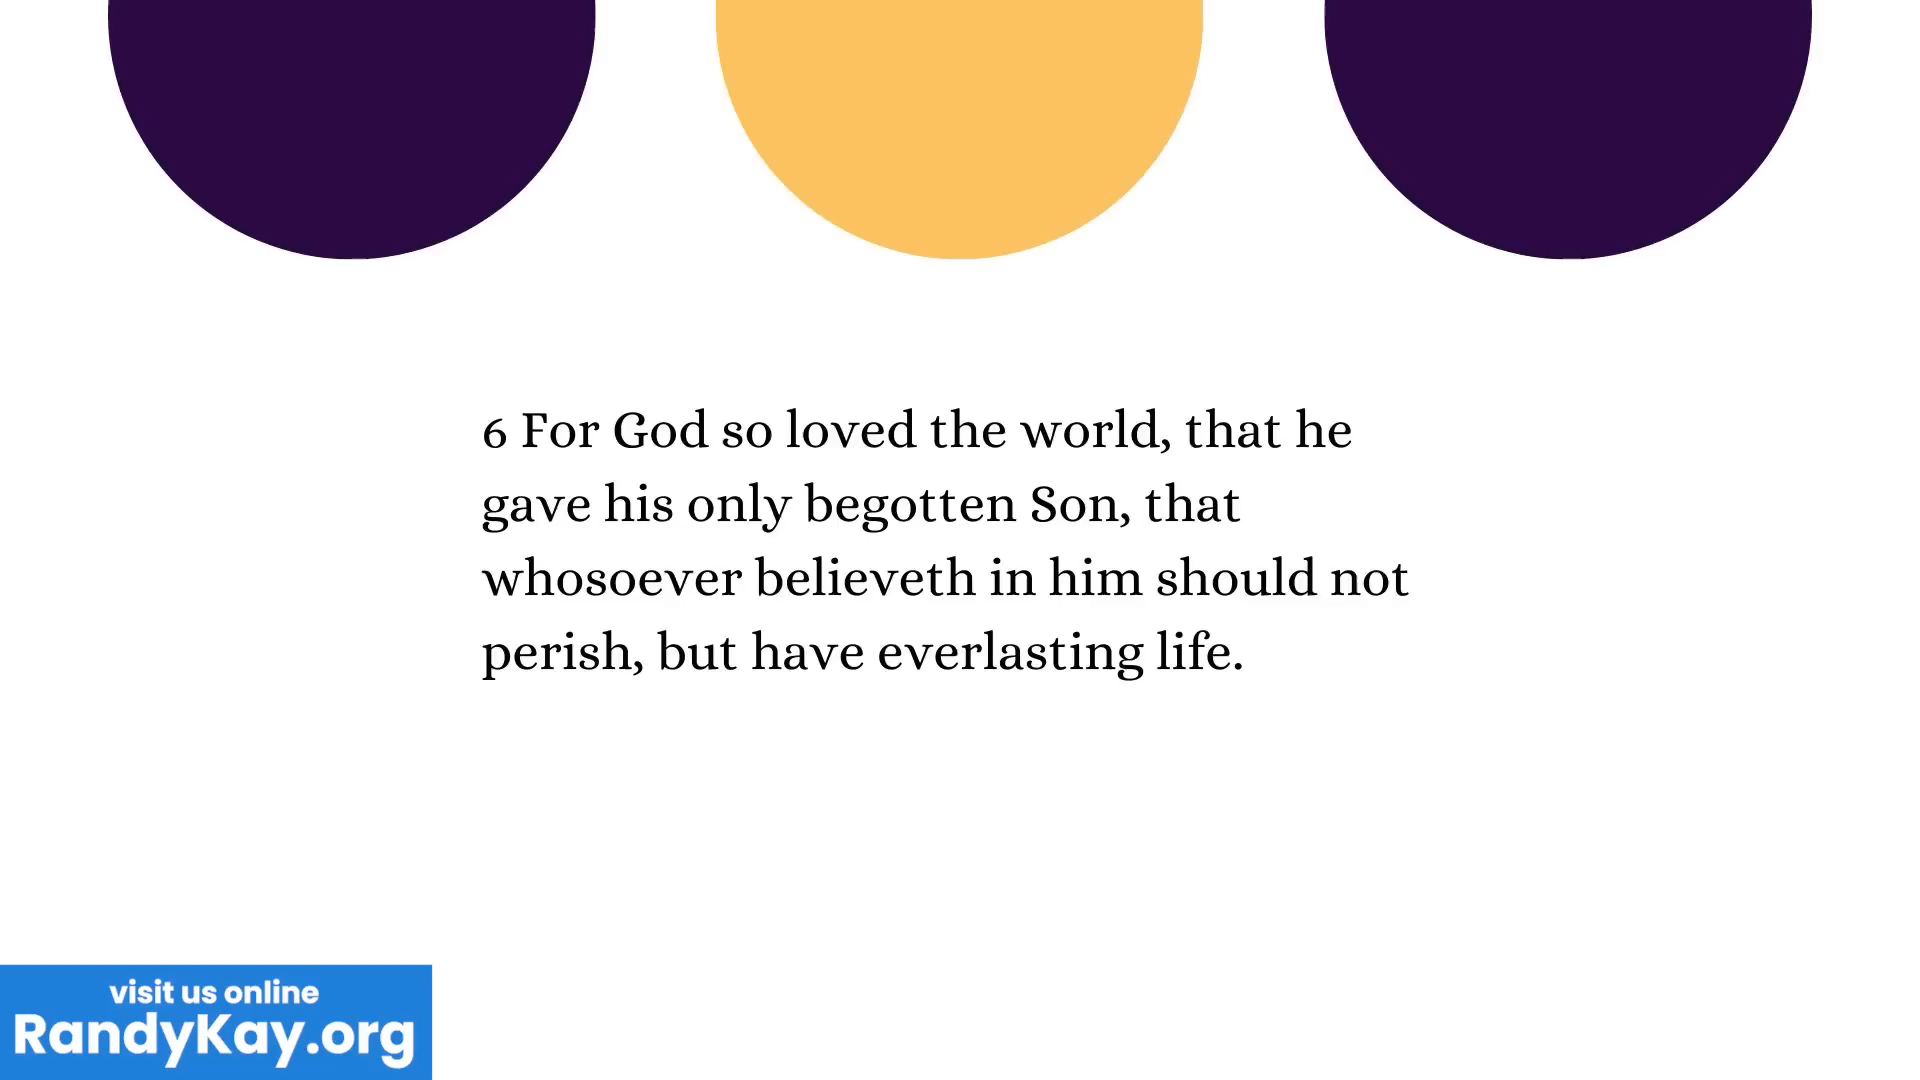 6 For God so loved the world, that he
gave his only begotten Son, that
whosoever believeth in him should not
perish, but have everlasting life.
visit us online
RandyKay.org